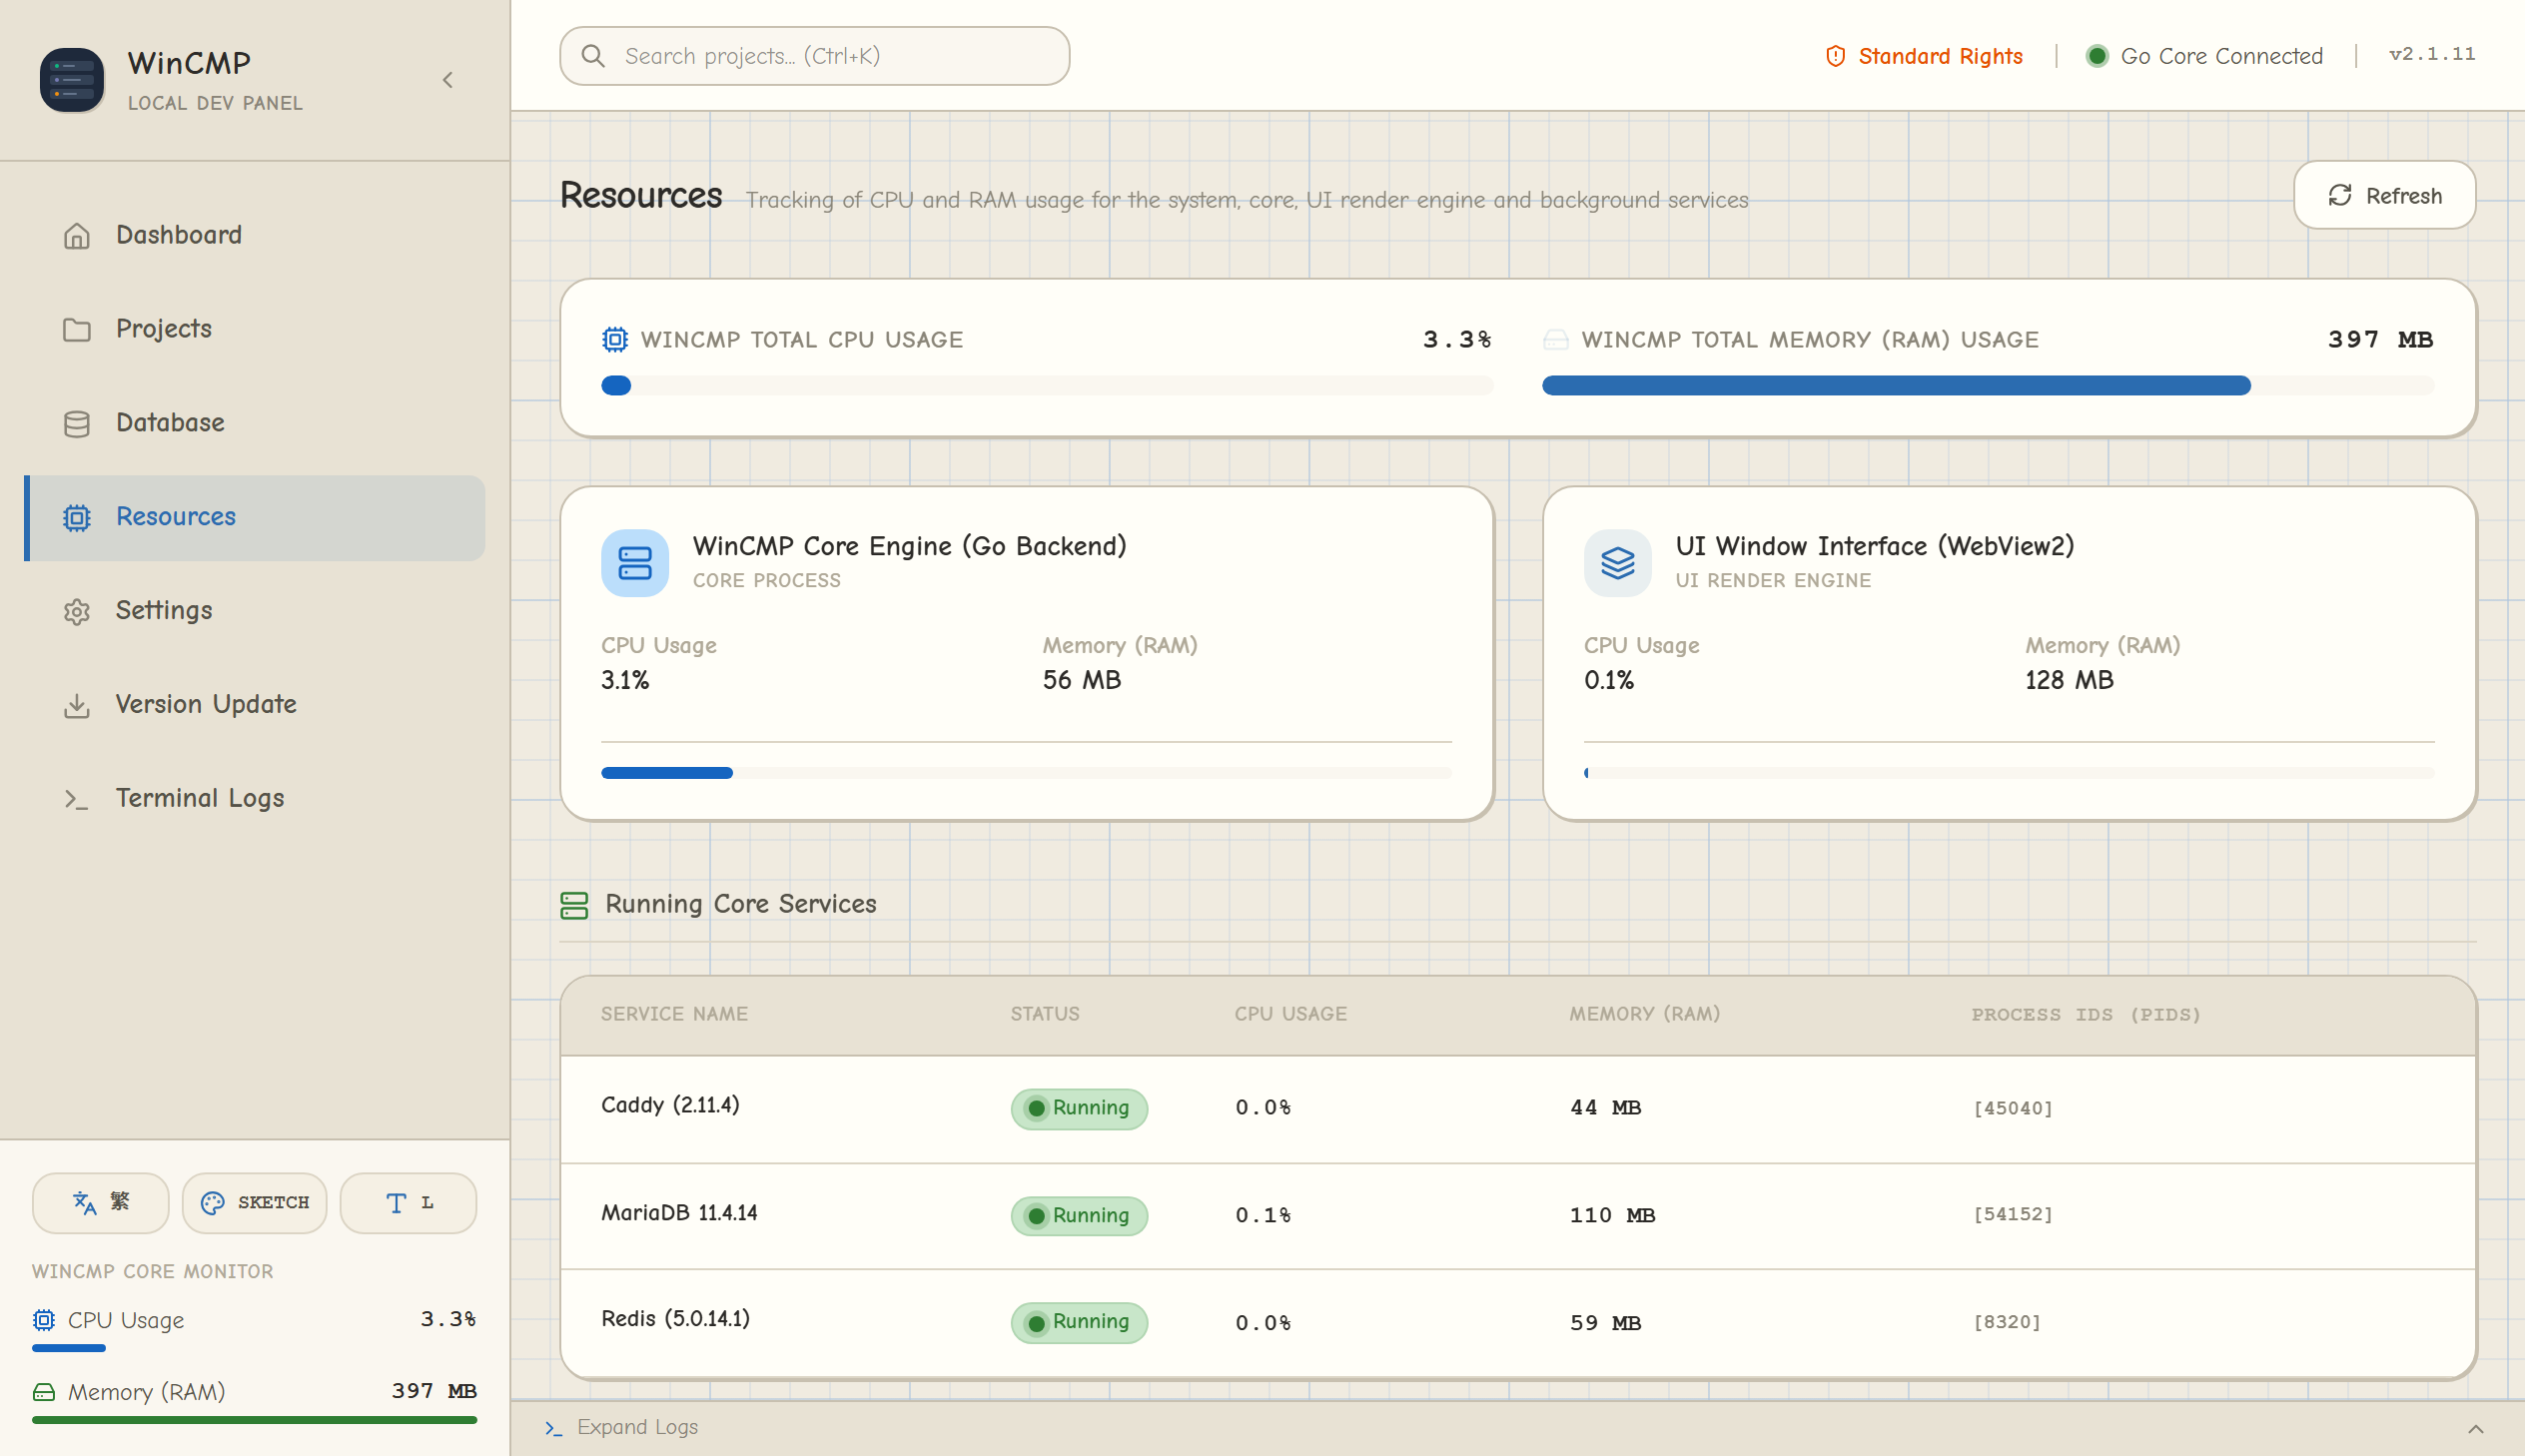 WinCMP
LOCAL DEV PANEL
Dashboard
Projects
Database
Resources
Settings
Version Update
Terminal Logs
繁
SKETCH
L
WINCMP CORE MONITOR
CPU Usage 3.3%
Memory (RAM) 397 MB
Search projects... (Ctrl+K)
Standard Rights
Go Core Connected
v2.1.11
Resources
Tracking of CPU and RAM usage for the system, core, UI render engine and background services
Refresh
WINCMP TOTAL CPU USAGE 3.3%
WINCMP TOTAL MEMORY (RAM) USAGE 397 MB
WinCMP Core Engine (Go Backend)
CORE PROCESS
CPU Usage Memory (RAM)
3.1% 56 MB
UI Window Interface (WebView2)
UI RENDER ENGINE
CPU Usage Memory (RAM)
0.1% 128 MB
Running Core Services
SERVICE NAME STATUS CPU USAGE MEMORY (RAM) PROCESS IDS (PIDS)
Caddy (2.11.4) Running 0.0% 44 MB [45040]
MariaDB 11.4.14 Running 0.1% 110 MB [54152]
Redis (5.0.14.1) Running 0.0% 59 MB [8320]
Expand Logs